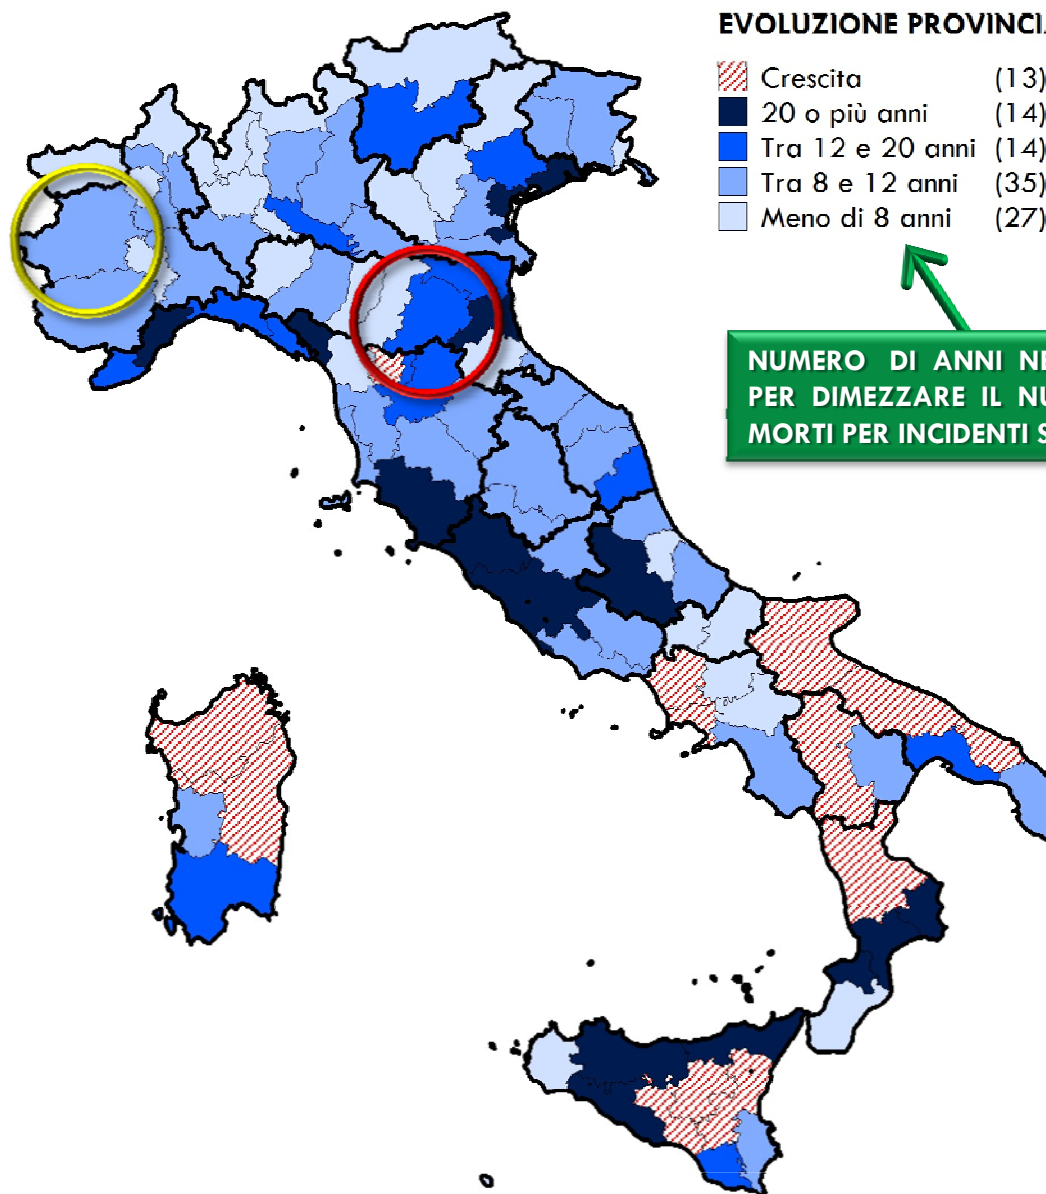 EVOLUZIONE PROVINCI
Crescita (13)
20 o più anni (14)
Tra 12 e 20 anni (14)
Tra 8 e 12 anni (35)
Meno di 8 anni (27)
NUMERO DI ANNI NE
PER DIMEZZARE IL NU
MORTI PER INCIDENTI S